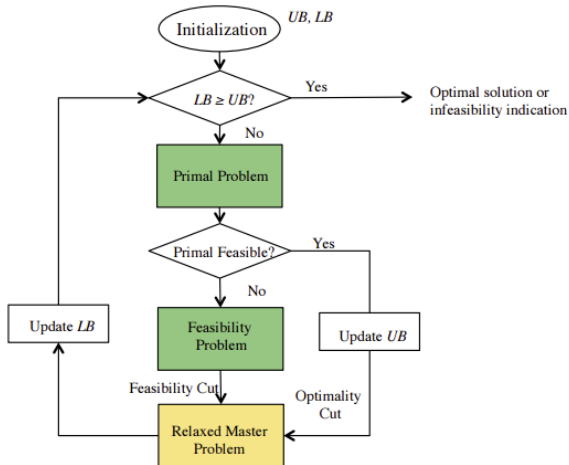 Initialization
UB, LB
LB ≥ UB?
Yes
Optimal solution or
infeasibility indication
No
Primal Problem
Primal Feasible?
Yes
No
Update LB
Feasibility
Problem
Update UB
Feasibility Cut
Optimality
Cut
Relaxed Master
Problem